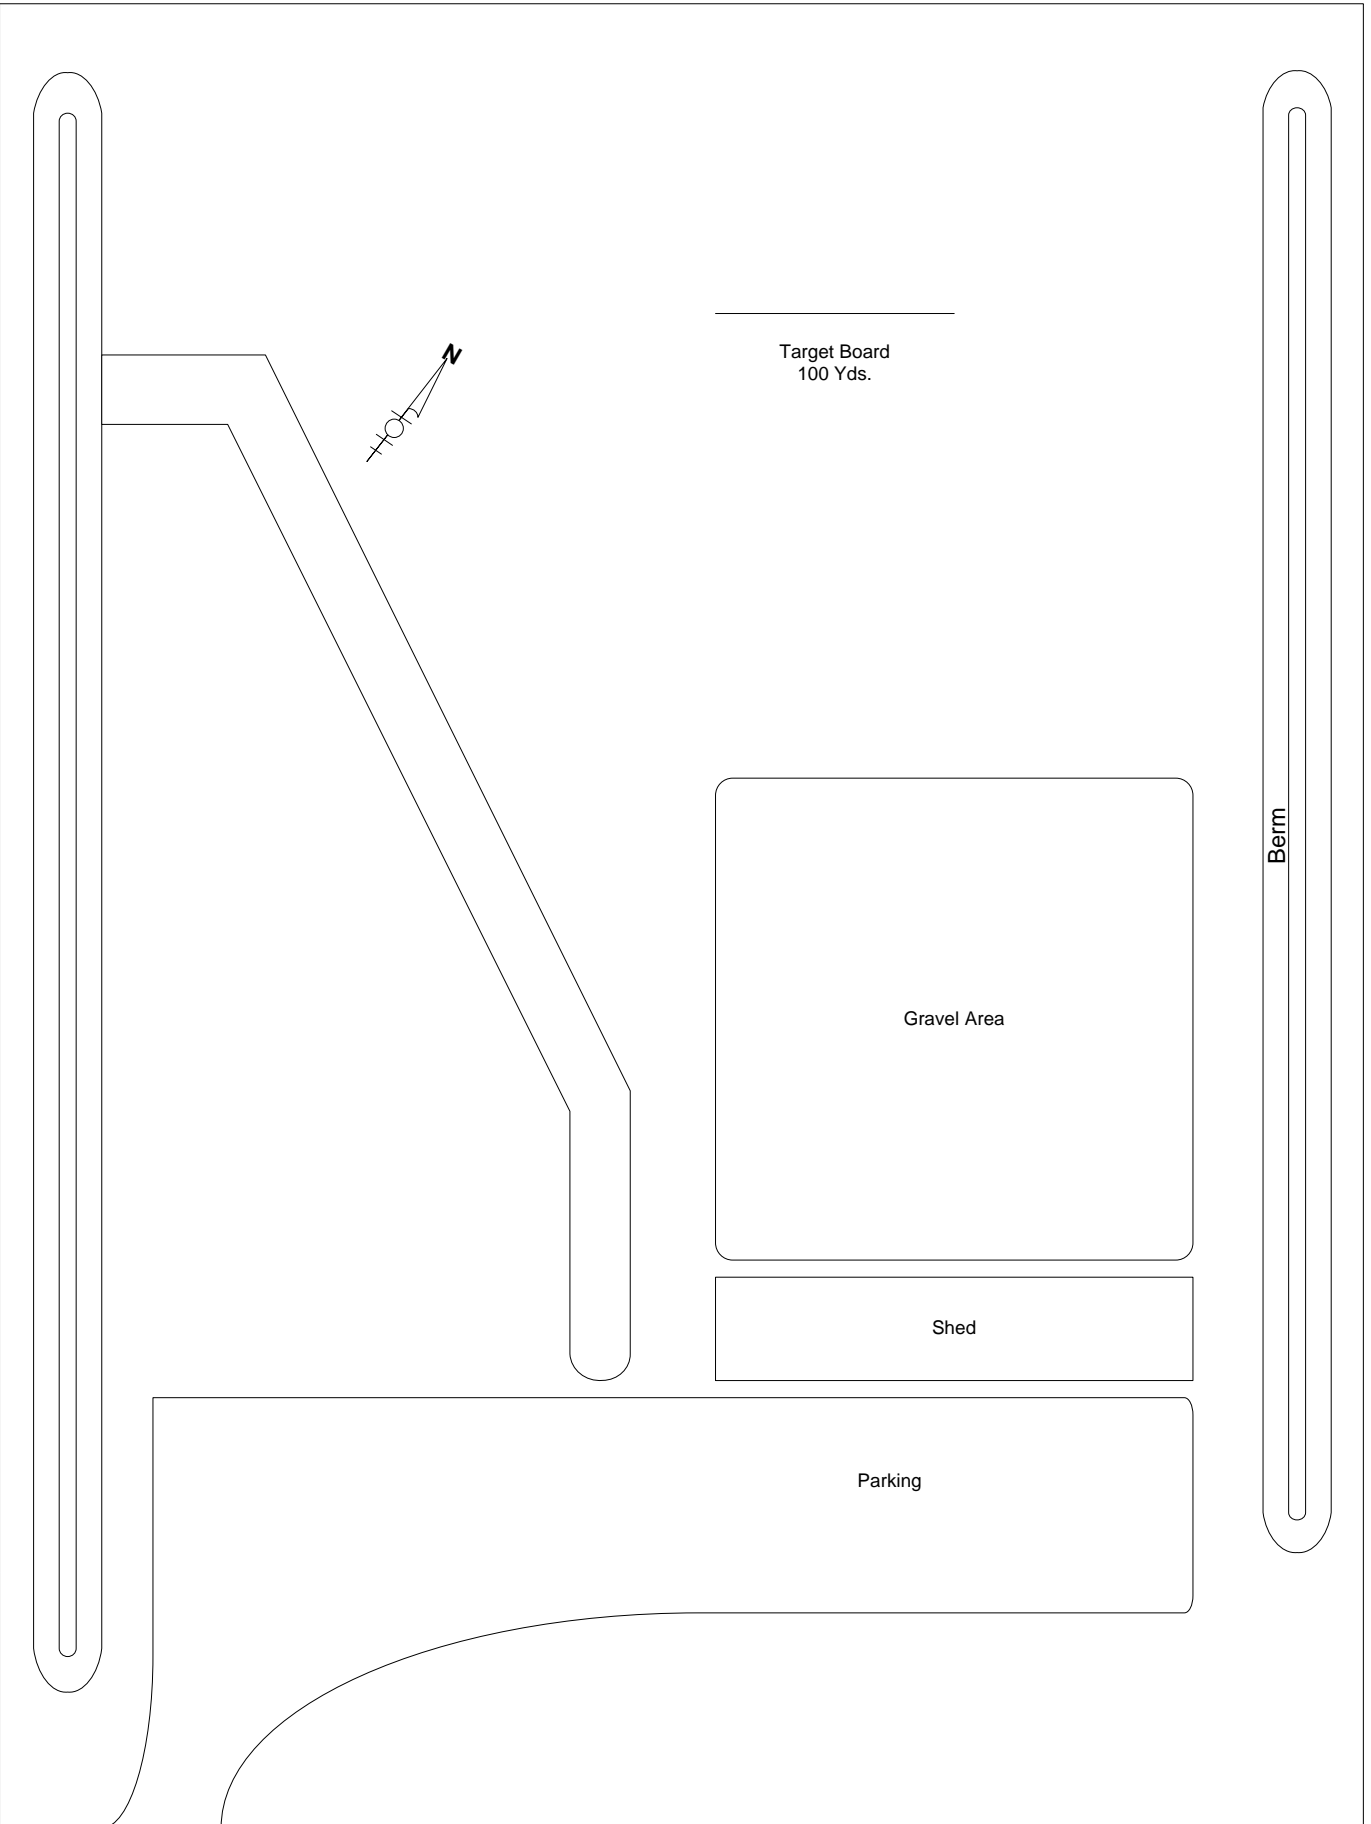 N
Target Board
100 Yds.
Berm
Gravel Area
Shed
Parking